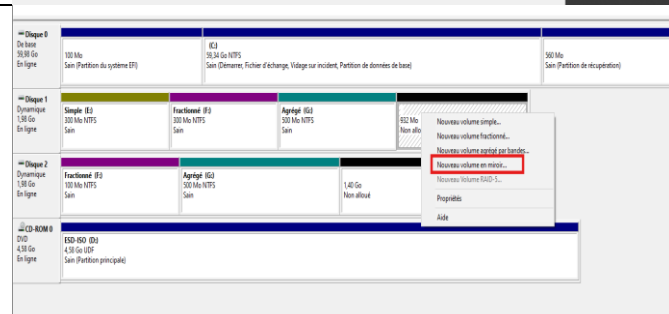 Disque 0
De base
59,98 Go
En ligne
100 Mo
Sain (Partition du système EFI)
(C:)
59,34 Go NTFS
Sain (Démarrer, Fichier d'échange, Vidage sur incident, Partition de données de base)
560 Mo
Sain (Partition de récupération)
Disque 1
Dynamique
1,98 Go
En ligne
Simple (E:)
300 Mo NTFS
Sain
Fractionné (F:)
300 Mo NTFS
Sain
Agrégé (G:)
500 Mo NTFS
Sain
932 Mo
Non allo
Nouveau volume simple...
Nouveau volume fractionné...
Nouveau volume agrégé par bandes...
Nouveau volume en miroir...
Nouveau Volume RAID-5...
Propriétés
Aide
Disque 2
Dynamique
1,98 Go
En ligne
Fractionné (F:)
100 Mo NTFS
Sain
Agrégé (G:)
500 Mo NTFS
Sain
1,40 Go
Non alloué
CD-ROM 0
DVD
4,58 Go
En ligne
ESD-ISO (D:)
4,58 Go UDF
Sain (Partition principale)